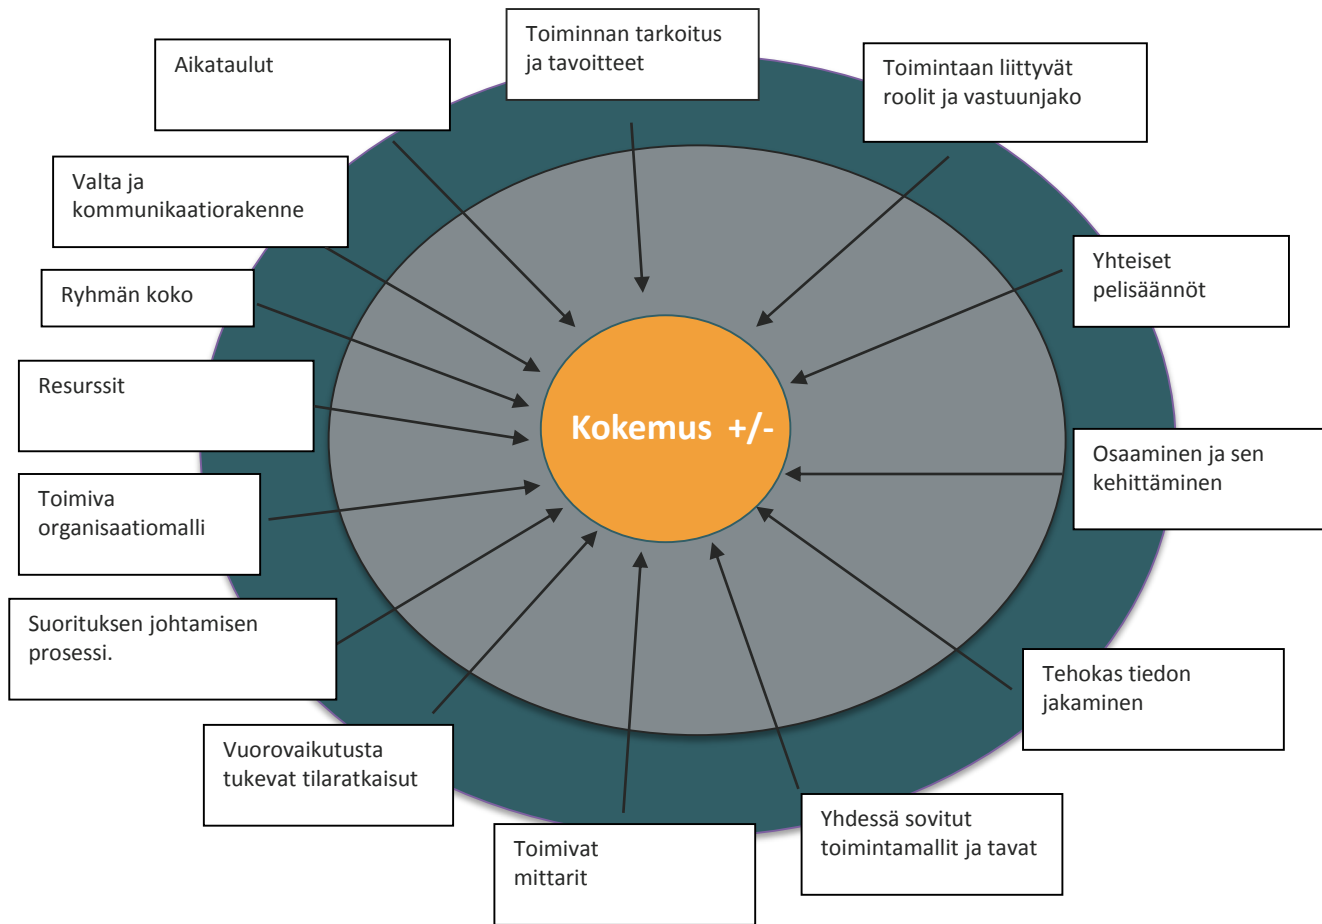 Toiminnan tarkoitus
ja tavoitteet
Aikataulut
Toimintaan liittyvät
roolit ja vastuunjako
Valta ja
kommunikaatiorakenne
Yhteiset
pelisäännöt
Ryhmän koko
Resurssit
Kokemus +/-
Osaaminen ja sen
kehittäminen
Toimiva
organisaatiomalli
Suorituksen johtamisen
prosessi.
Tehokas tiedon
jakaminen
Vuorovaikutusta
tukevat tilaratkaisut
Yhdessä sovitut
toimintamallit ja tavat
Toimivat
mittarit